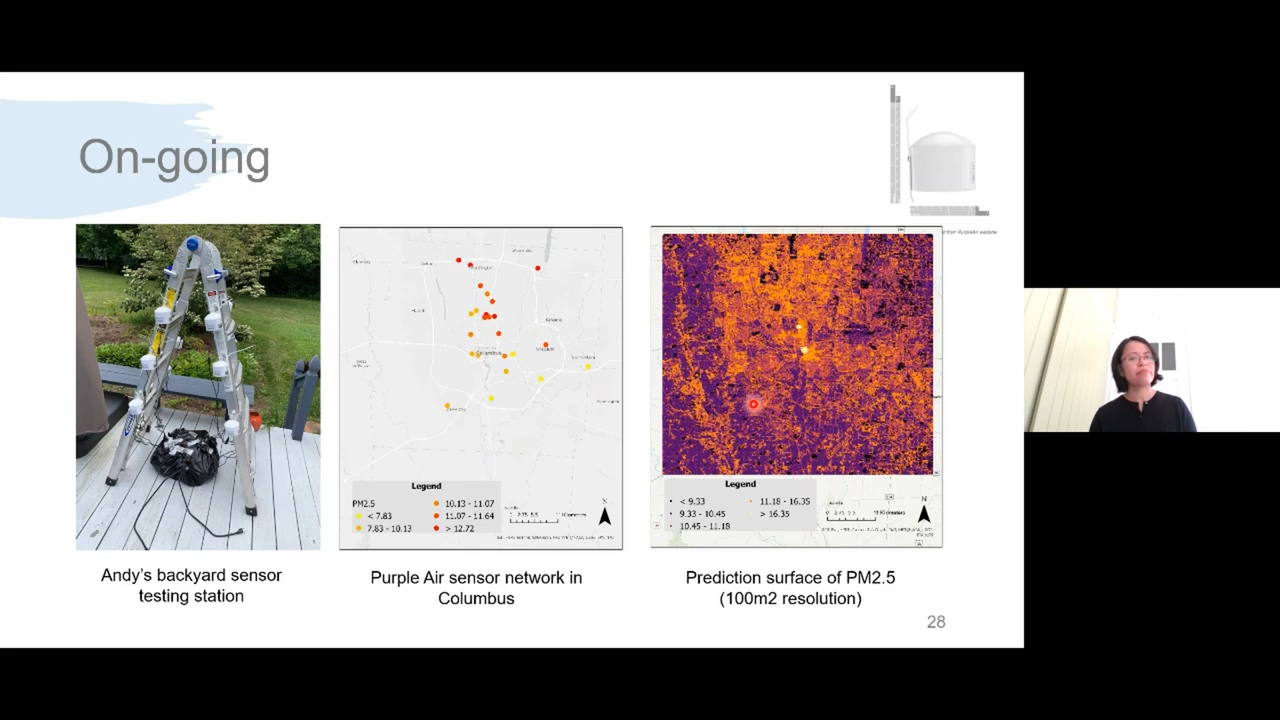 On-going
Legend
PM2.5
< 7.83
7.83 - 10.13
10.13 - 11.07
11.07 - 11.64
> 12.72
N
Columbus
Legend
< 9.33
9.33 - 10.45
10.45 - 11.18
11.18 - 16.35
> 16.35
N
Andy's backyard sensor
testing station
Purple Air sensor network in
Columbus
Prediction surface of PM2.5
(100m2 resolution)
28